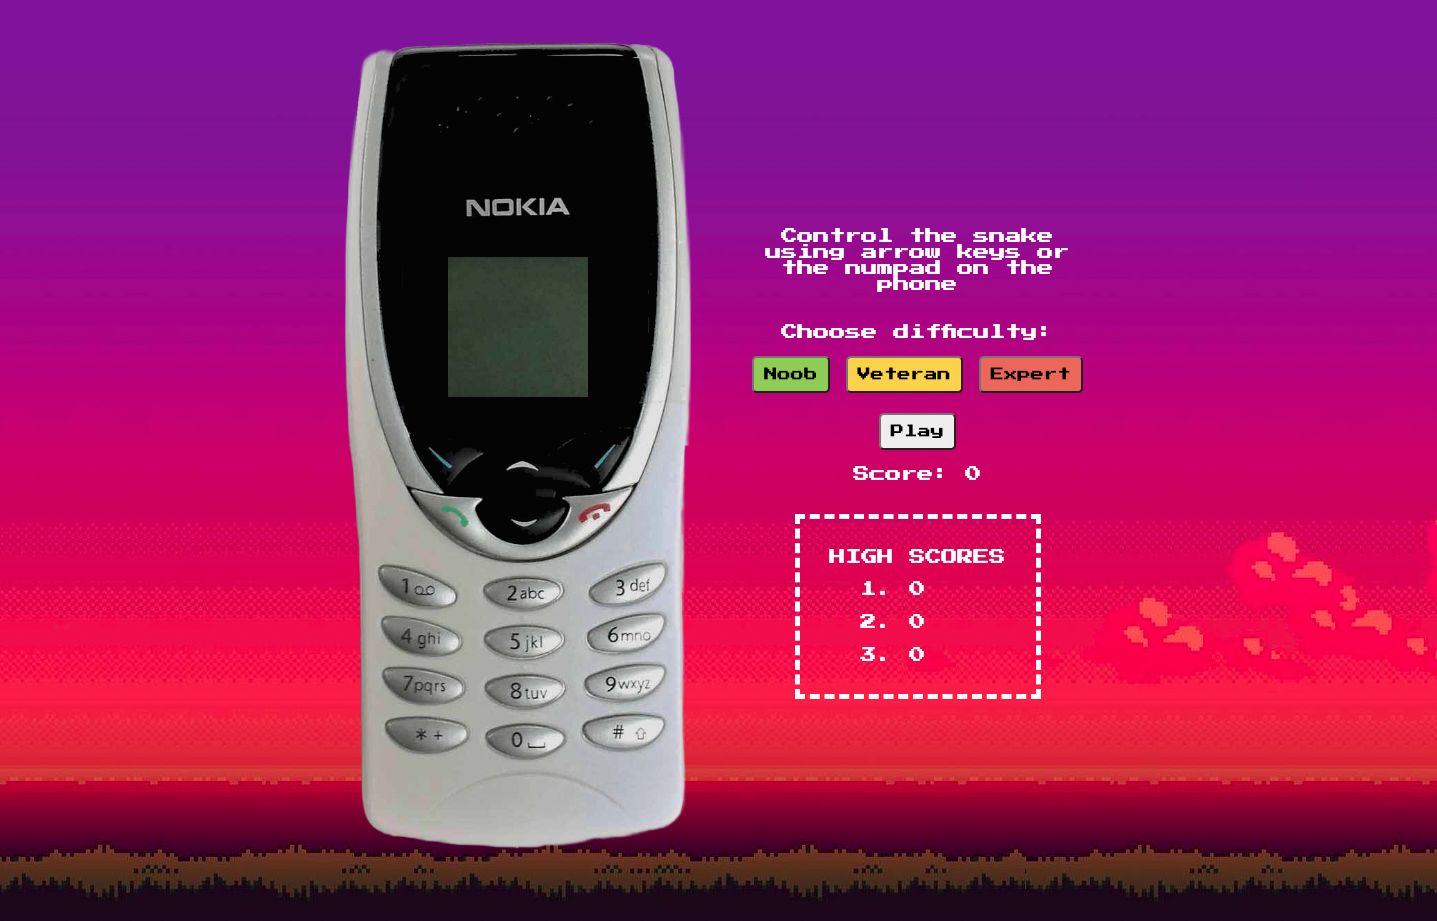 NOKIA
Control the snake
using arrow keys or
the numpad on the
phone
Choose difficulty:
Noob Veteran Expert
Play
Score: 0
HIGH SCORES
1. 0
2. 0
3. 0
1 2abc 3 def
4 ghi 5 jkl 6mno
7pqrs 8 tuv 9wxyz
* + 0 #